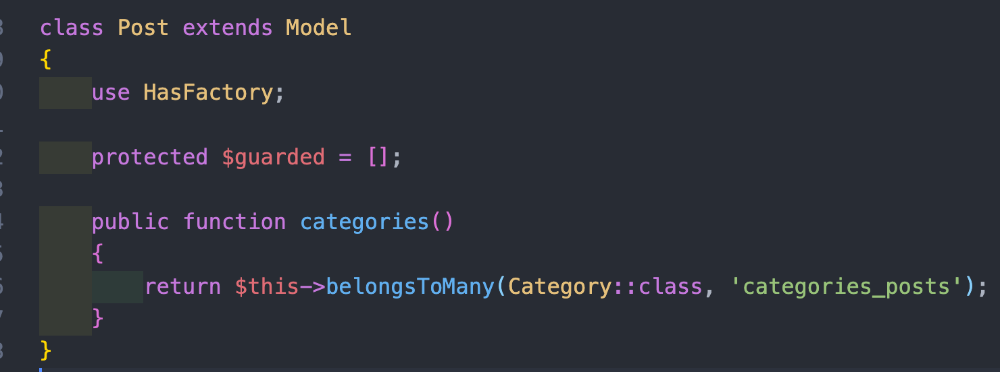 class Post extends Model
{
use HasFactory;
protected $guarded = [];
public function categories()
{
return $this->belongsToMany(Category::class, 'categories_posts');
}
}